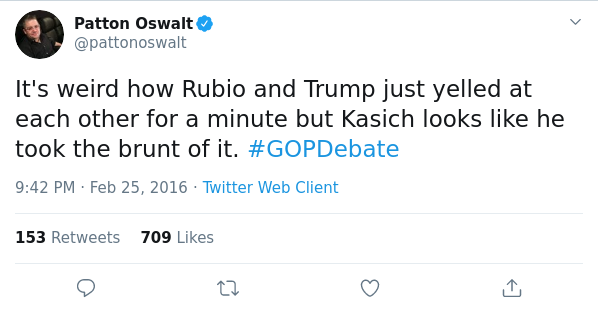 Patton Oswalt
@pattonoswalt
It's weird how Rubio and Trump just yelled at
each other for a minute but Kasich looks like he
took the brunt of it. #GOPDebate
9:42 PM · Feb 25, 2016 · Twitter Web Client
153 Retweets 709 Likes